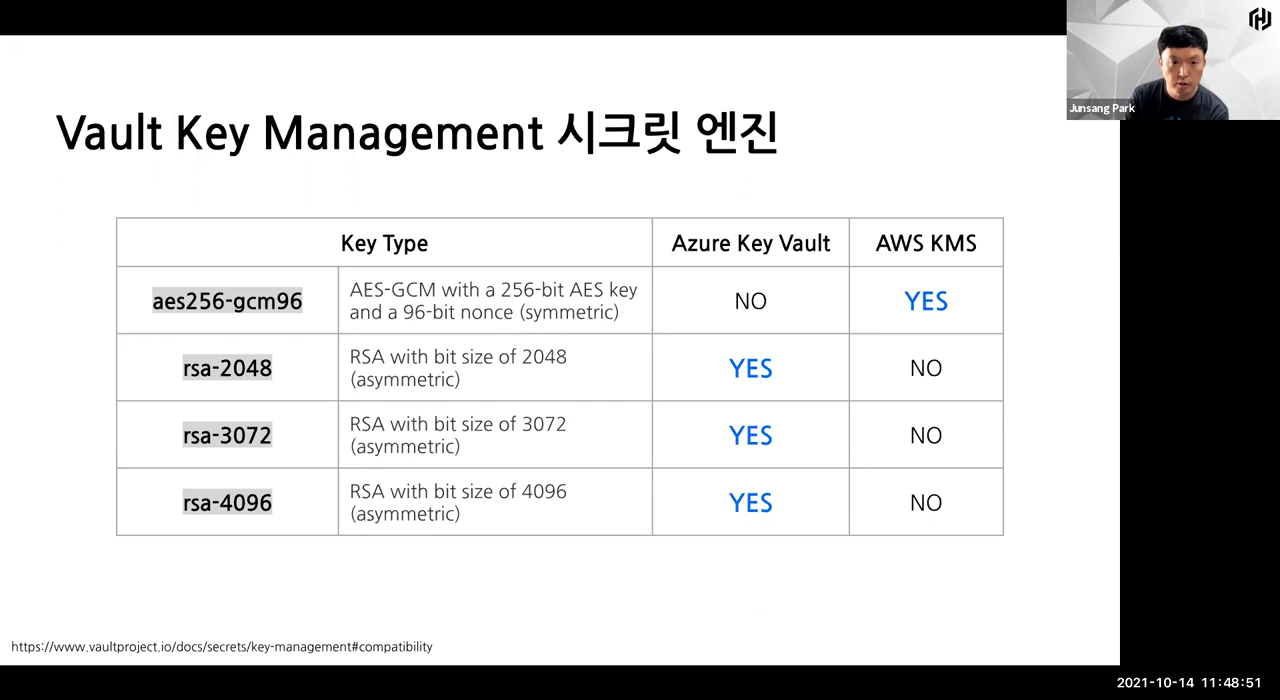 Junsang Park
Vault Key Management 시크릿 엔진
Key Type
Azure Key Vault
AWS KMS
aes256-gcm96
AES-GCM with a 256-bit AES key
and a 96-bit nonce (symmetric)
NO
YES
rsa-2048
RSA with bit size of 2048
(asymmetric)
YES
NO
rsa-3072
RSA with bit size of 3072
(asymmetric)
YES
NO
rsa-4096
RSA with bit size of 4096
(asymmetric)
YES
NO
https://www.vaultproject.io/docs/secrets/key-management#compatibility
2021-10-14 11:48:51